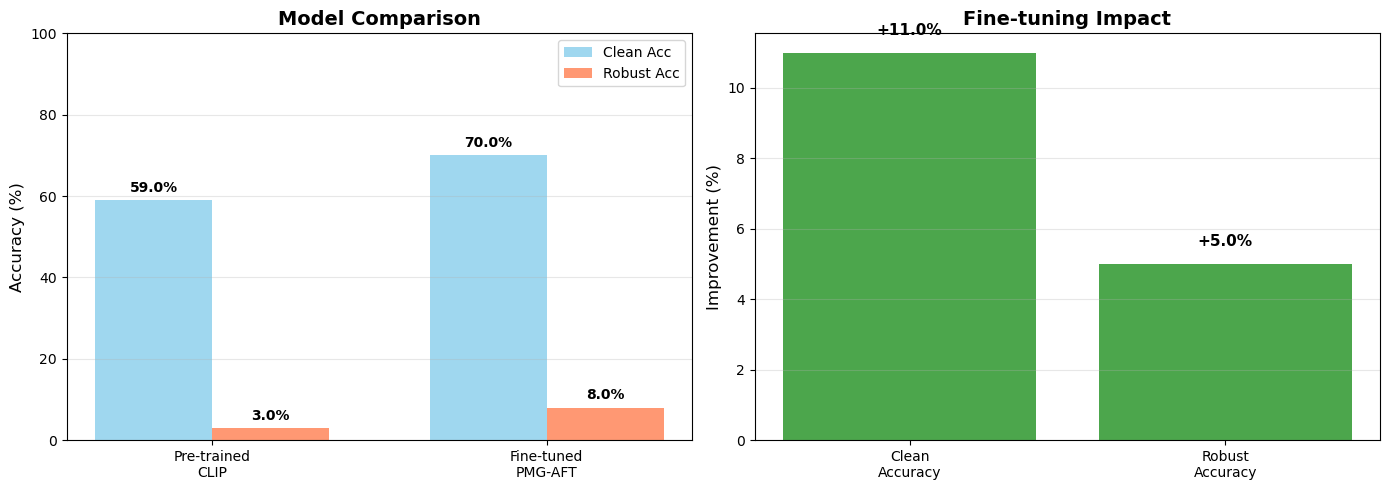 Model Comparison
Accuracy (%)
100
80
60
40
20
0
Clean Acc
Robust Acc
59.0%
3.0%
70.0%
8.0%
Pre-trained
CLIP
Fine-tuned
PMG-AFT
Fine-tuning Impact
Improvement (%)
10
8
6
4
2
0
+11.0%
+5.0%
Clean
Accuracy
Robust
Accuracy